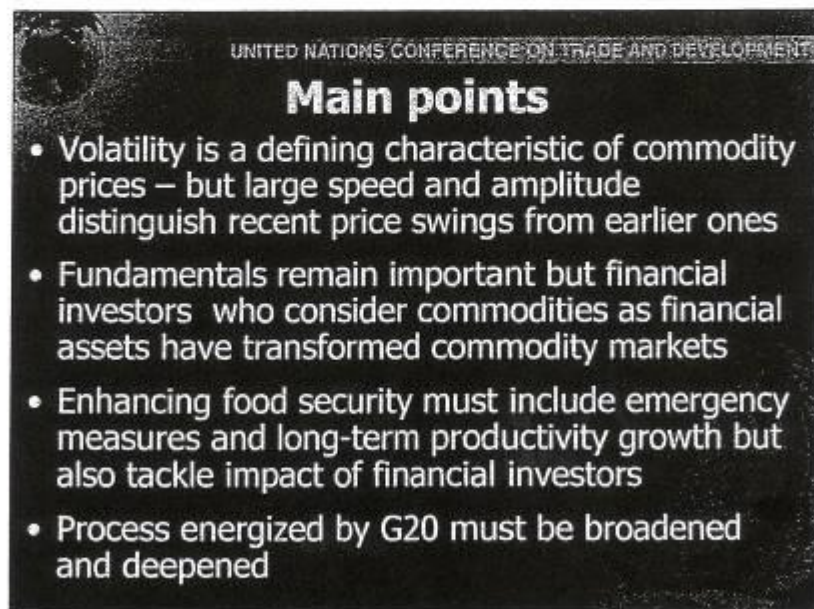 UNITED NATIONS CONFERENCE ON TRADE AND DEVELOPMENT
Main points
• Volatility is a defining characteristic of commodity
prices – but large speed and amplitude
distinguish recent price swings from earlier ones
• Fundamentals remain important but financial
investors who consider commodities as financial
assets have transformed commodity markets
• Enhancing food security must include emergency
measures and long-term productivity growth but
also tackle impact of financial investors
• Process energized by G20 must be broadened
and deepened